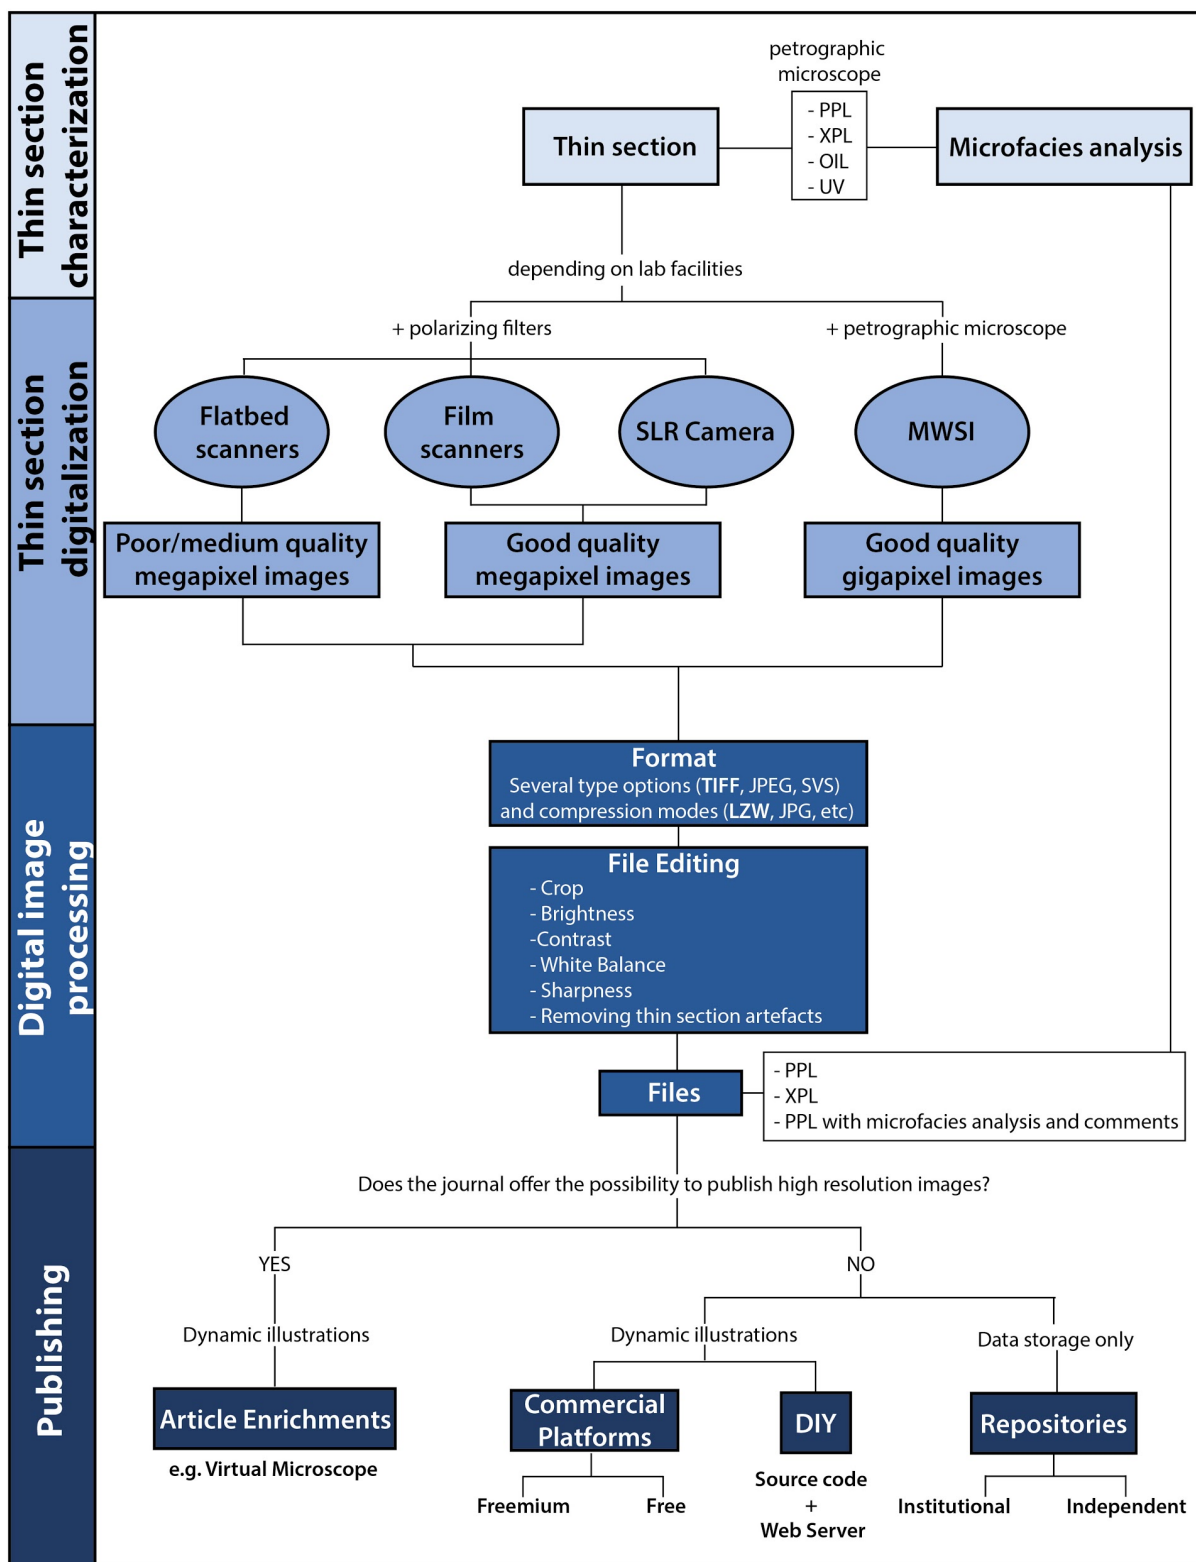 Thin section
characterization
petrographic
microscope
Thin section
- PPL
- XPL
- OIL
- UV
Microfacies analysis
depending on lab facilities
Thin section
digitalization
+ polarizing filters
+ petrographic microscope
Flatbed
scanners
Film
scanners
SLR Camera
MWSI
Poor/medium quality
megapixel images
Good quality
megapixel images
Good quality
gigapixel images
Digital image
processing
Format
Several type options (TIFF, JPEG, SVS)
and compression modes (LZW, JPG, etc)
File Editing
- Crop
- Brightness
-Contrast
- White Balance
- Sharpness
- Removing thin section artefacts
Files
- PPL
- XPL
- PPL with microfacies analysis and comments
Publishing
Does the journal offer the possibility to publish high resolution images?
YES
NO
Dynamic illustrations
Dynamic illustrations
Data storage only
Article Enrichments
e.g. Virtual Microscope
Commercial
Platforms
Freemium
Free
DIY
Source code
+
Web Server
Repositories
Institutional
Independent